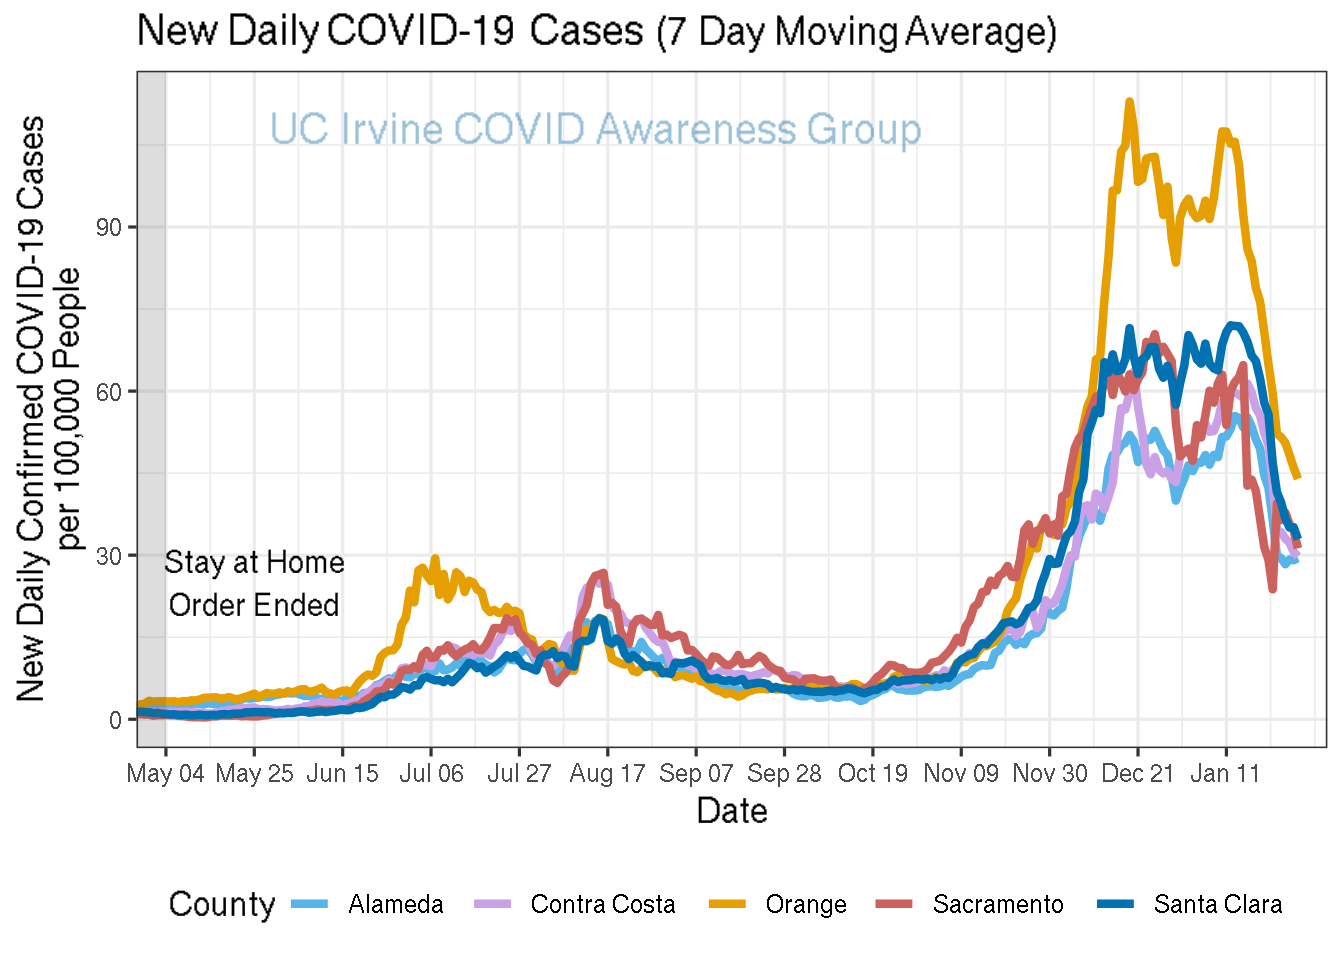 New Daily COVID-19 Cases (7 Day Moving Average)
UC Irvine COVID Awareness Group
New Daily Confirmed COVID-19 Cases
per 100,000 People
90
60
30
0
Stay at Home
Order Ended
May 04 May 25 Jun 15 Jul 06 Jul 27 Aug 17 Sep 07 Sep 28 Oct 19 Nov 09 Nov 30 Dec 21 Jan 11
Date
County Alameda Contra Costa Orange Sacramento Santa Clara